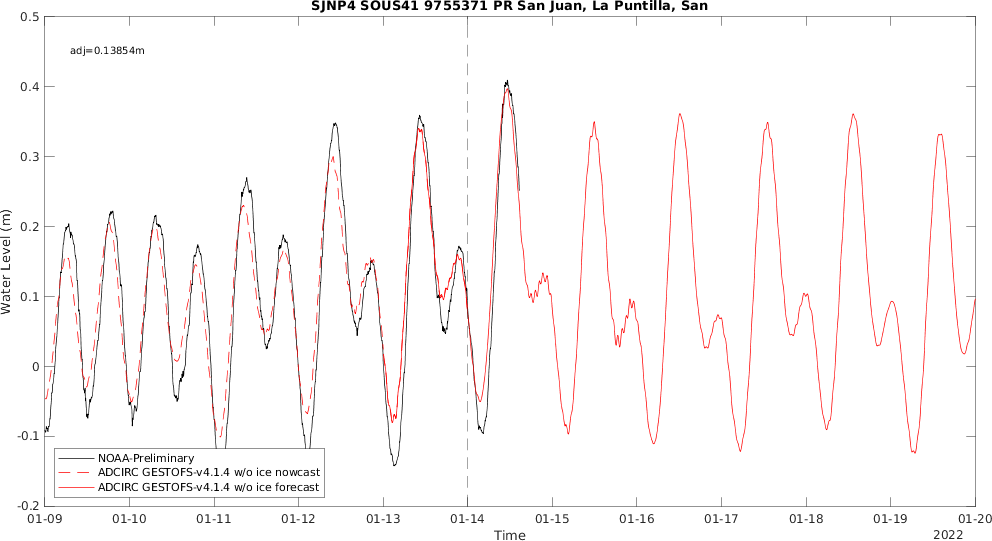 SJNP4 SOUS41 9755371 PR San Juan, La Puntilla, San
adj=0.13854m
Water Level (m)
0.5
0.4
0.3
0.2
0.1
0
-0.1
-0.2
NOAA-Preliminary
ADCIRC GESTOFS-v4.1.4 w/o ice nowcast
ADCIRC GESTOFS-v4.1.4 w/o ice forecast
01-09 01-10 01-11 01-12 01-13 01-14 01-15 01-16 01-17 01-18 01-19 01-20
Time
2022